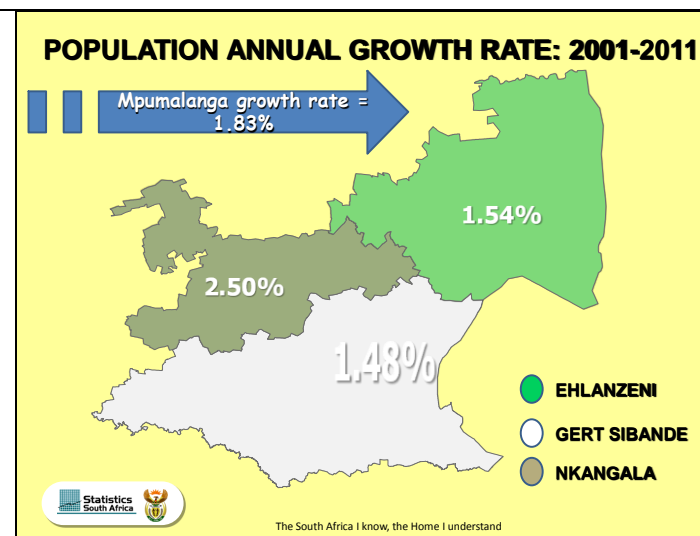 POPULATION ANNUAL GROWTH RATE: 2001-2011
Mpumalanga growth rate =
1.83%
1.54%
2.50%
1.48%
EHLANZENI
GERT SIBANDE
NKANGALA
Statistics
South Africa
The South Africa I know, the Home I understand